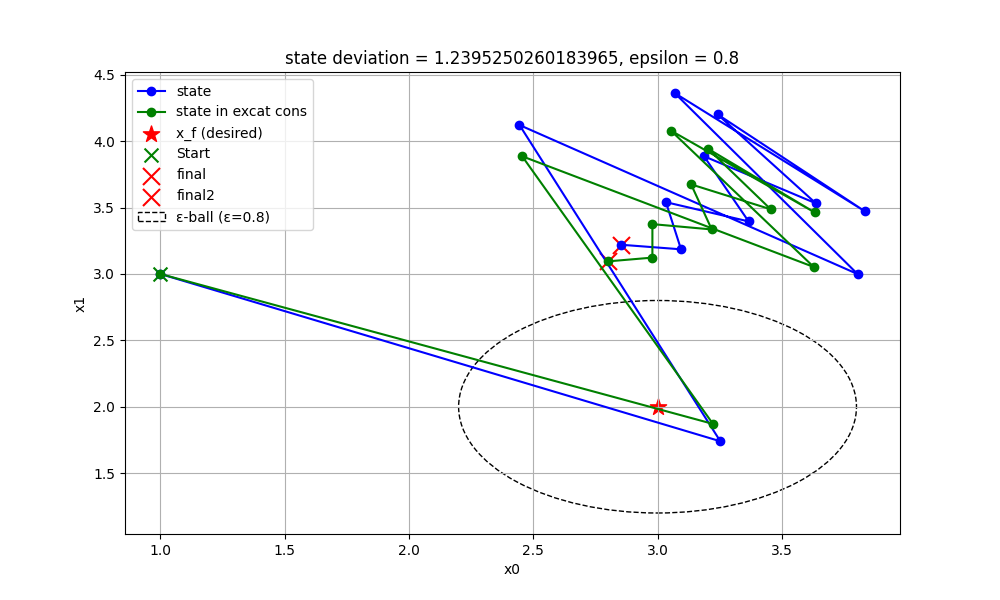 state deviation = 1.2395250260183965, epsilon = 0.8
state
state in excat cons
x_f (desired)
Start
final
final2
ε-ball (ε=0.8)
4.5
4.0
3.5
3.0
2.5
2.0
1.5
x1
1.0
1.5
2.0
2.5
3.0
3.5
x0